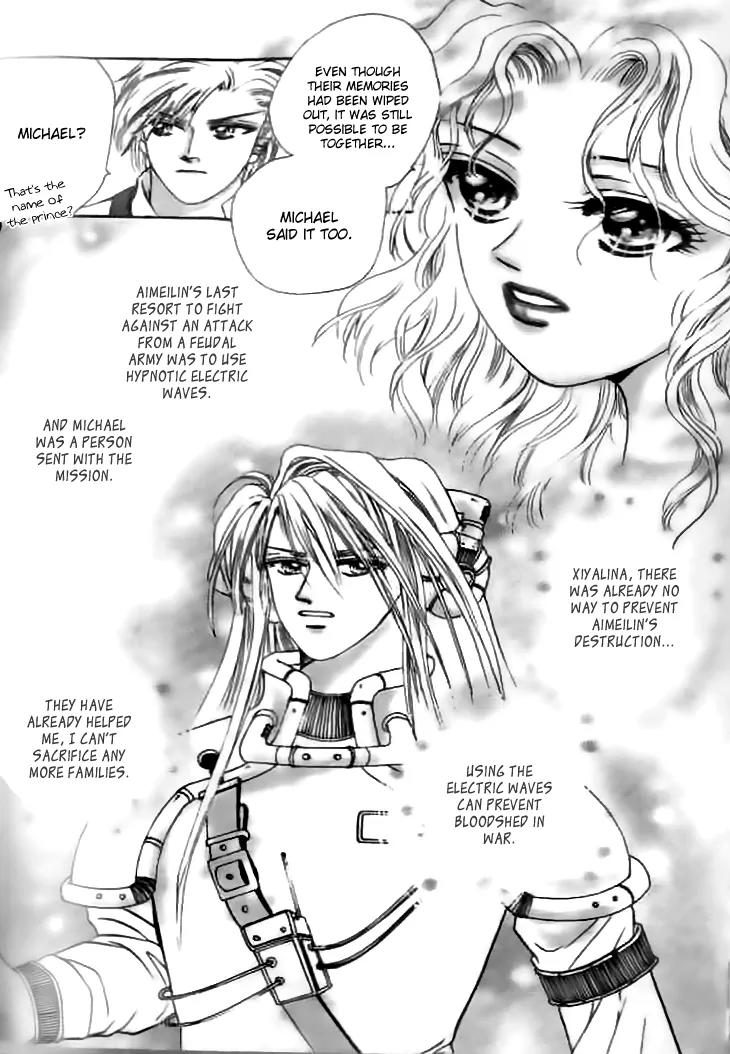 EVEN THOUGH
THEIR MEMORIES
HAD BEEN WIPED
OUT, IT WAS STILL
POSSIBLE TO BE
TOGETHER...
MICHAEL
SAID IT TOO.
MICHAEL?
That's the
name of
the prince?
AIMEILIN'S LAST
RESORT TO FIGHT
AGAINST AN ATTACK
FROM A FEUDAL
ARMY WAS TO USE
HYPNOTIC ELECTRIC
WAVES.
AND MICHAEL
WAS A PERSON
SENT WITH THE
MISSION.
XIYALINA, THERE
WAS ALREADY NO
WAY TO PREVENT
AIMEILIN'S
DESTRUCTION...
THEY HAVE
ALREADY HELPED
ME, I CAN'T
SACRIFICE ANY
MORE FAMILIES.
USING THE
ELECTRIC WAVES
CAN PREVENT
BLOODSHED IN
WAR.